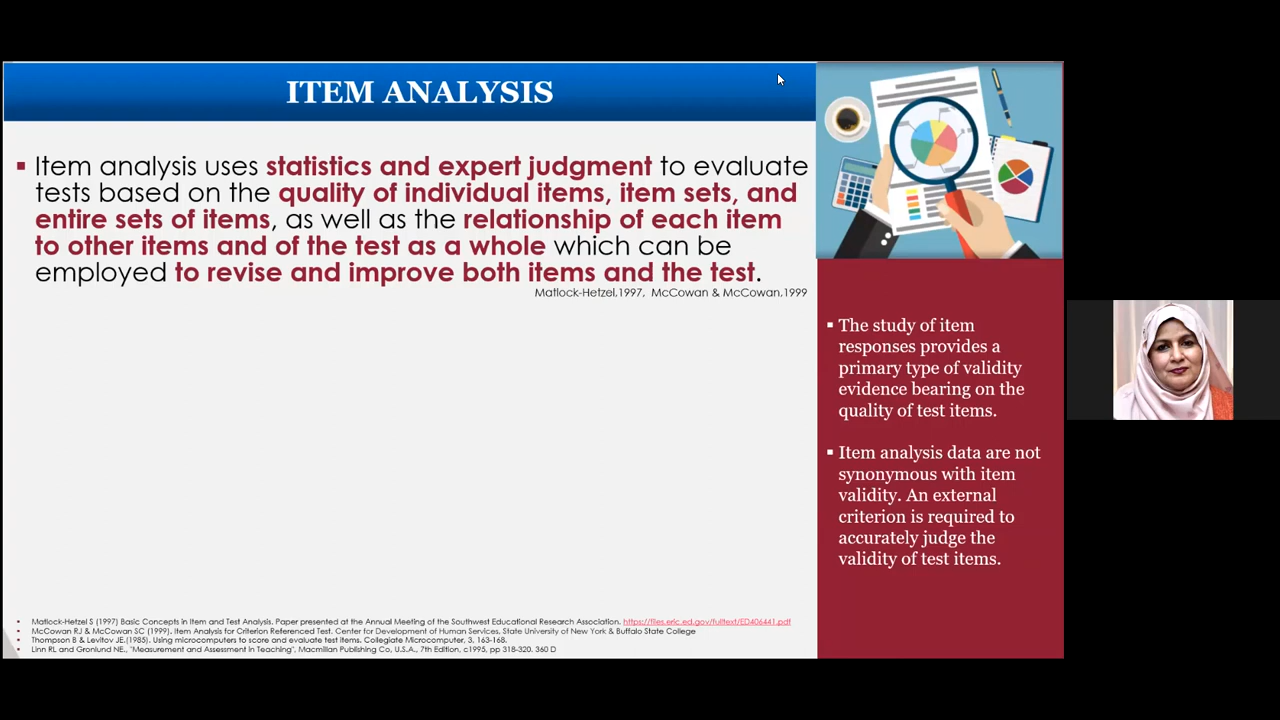 ITEM ANALYSIS
▪ Item analysis uses statistics and expert judgment to evaluate
tests based on the quality of individual items, item sets, and
entire sets of items, as well as the relationship of each item
to other items and of the test as a whole which can be
employed to revise and improve both items and the test.
Matlock-Hetzel,1997, McCowan & McCowan,1999
▪ The study of item
responses provides a
primary type of validity
evidence bearing on the
quality of test items.
▪ Item analysis data are not
synonymous with item
validity. An external
criterion is required to
accurately judge the
validity of test items.
▪ Matlock-Hetzel S (1997) Basic Concepts in Item and Test Analysis. Paper presented at the Annual Meeting of the Southwest Educational Research Association. https://files.eric.ed.gov/fulltext/ED406441.pdf
▪ McCowan RJ & McCowan SC (1999). Item Analysis for Criterion Referenced Test. Center for Development of Human Services, State University of New York & Buffalo State College
▪ Thompson B & Levitov JE.(1985). Using microcomputers to score and evaluate test items. Collegiate Microcomputer, 3, 163-168.
▪ Linn RL and Gronlund NE., "Measurement and Assessment in Teaching", Macmillan Publishing Co, U.S.A., 7th Edition, c1995, pp 318-320. 360 D